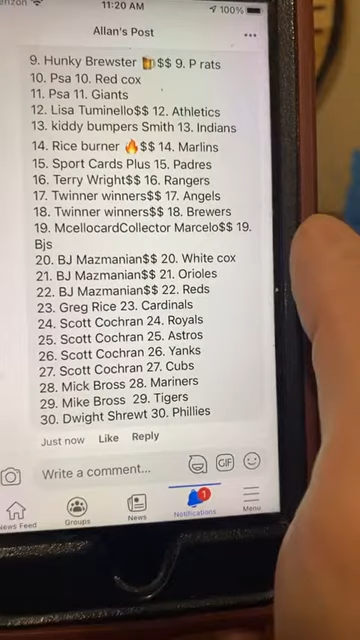 11:20 AM
100%
Allan's Post
...
9. Hunky Brewster 🍺$$ 9. P rats
10. Psa 10. Red cox
11. Psa 11. Giants
12. Lisa Tuminello$$ 12. Athletics
13. kiddy bumpers Smith 13. Indians
14. Rice burner 🔥$$ 14. Marlins
15. Sport Cards Plus 15. Padres
16. Terry Wright$$ 16. Rangers
17. Twinner winners$$ 17. Angels
18. Twinner winners$$ 18. Brewers
19. McellocardCollector Marcelo$$ 19.
Bjs
20. BJ Mazmanian$$ 20. White cox
21. BJ Mazmanian$$ 21. Orioles
22. BJ Mazmanian$$ 22. Reds
23. Greg Rice 23. Cardinals
24. Scott Cochran 24. Royals
25. Scott Cochran 25. Astros
26. Scott Cochran 26. Yanks
27. Scott Cochran 27. Cubs
28. Mick Bross 28. Mariners
29. Mike Bross 29. Tigers
30. Dwight Shrewt 30. Phillies
Just now Like Reply
Write a comment...
GIF
1
News Feed Groups News Notifications Menu